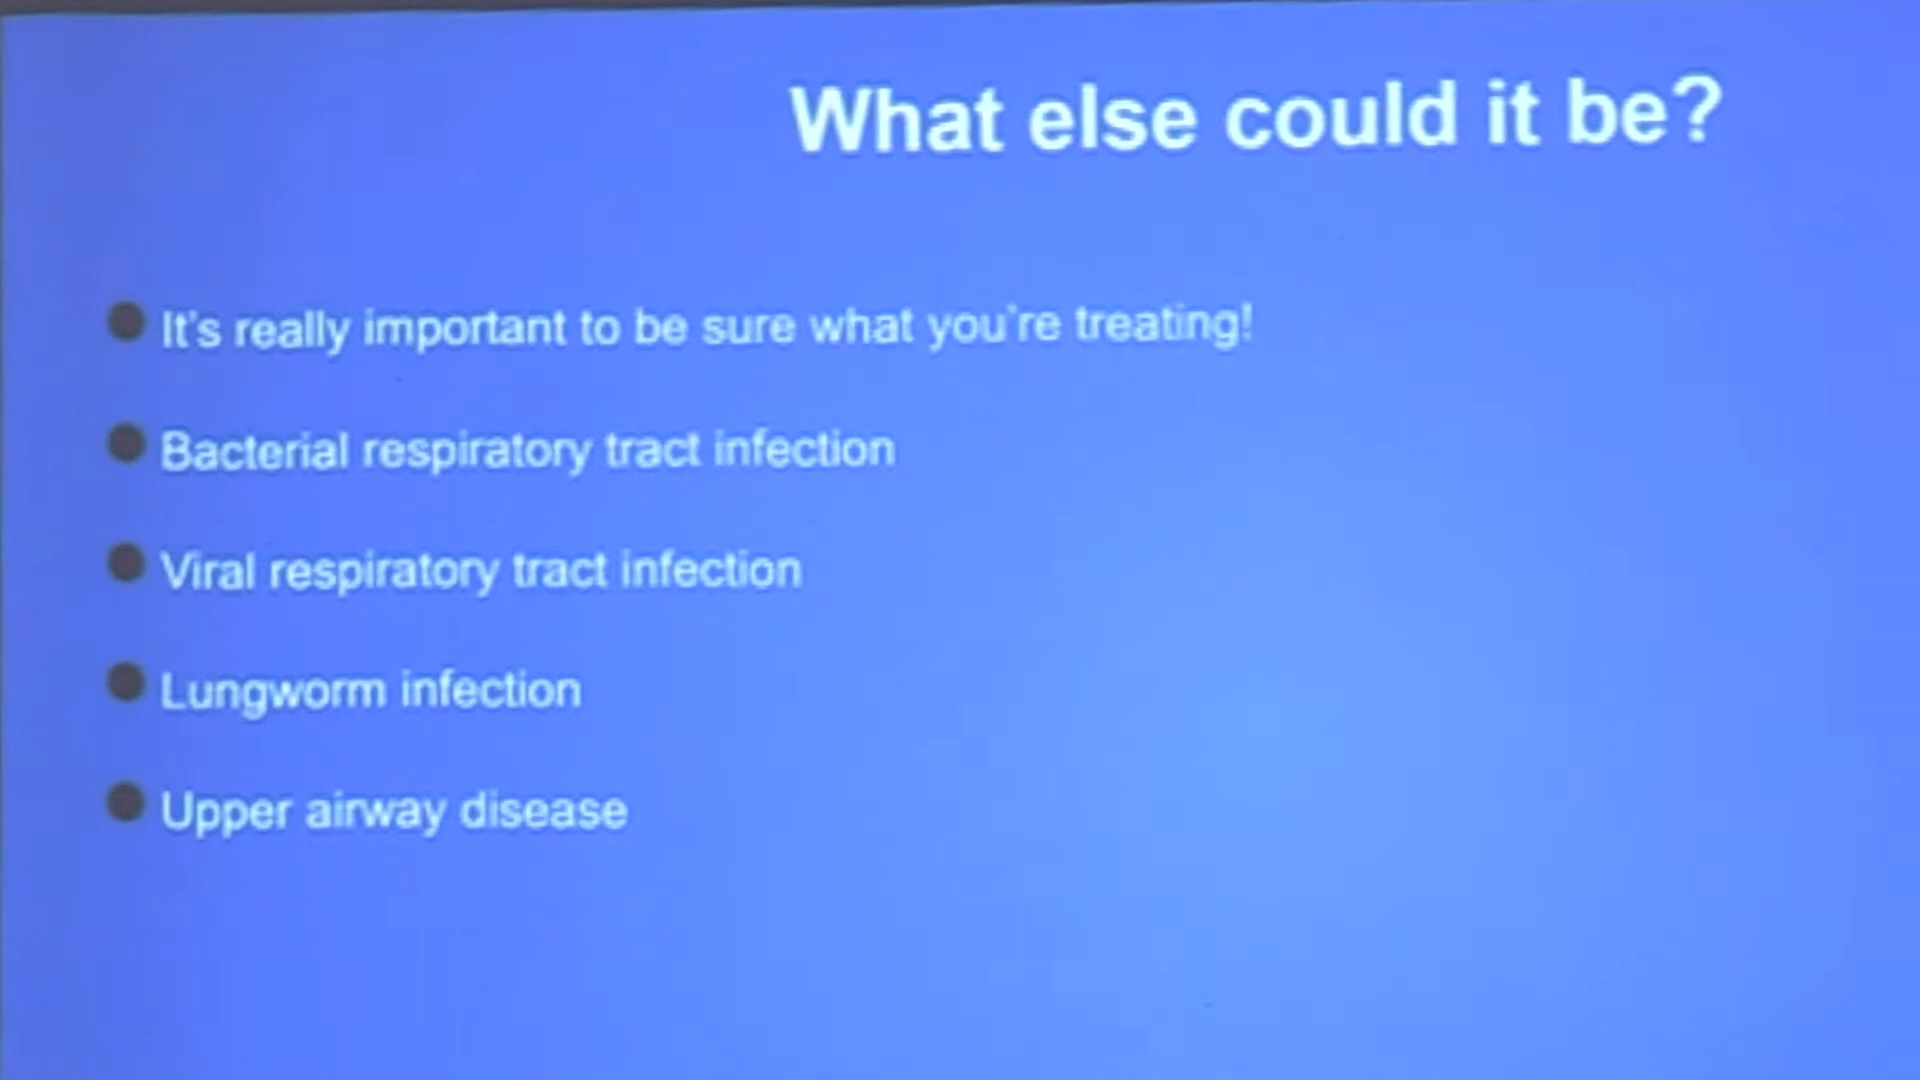 What else could it be?
It's really important to be sure what you're treating!
Bacterial respiratory tract infection
Viral respiratory tract infection
Lungworm infection
Upper airway disease